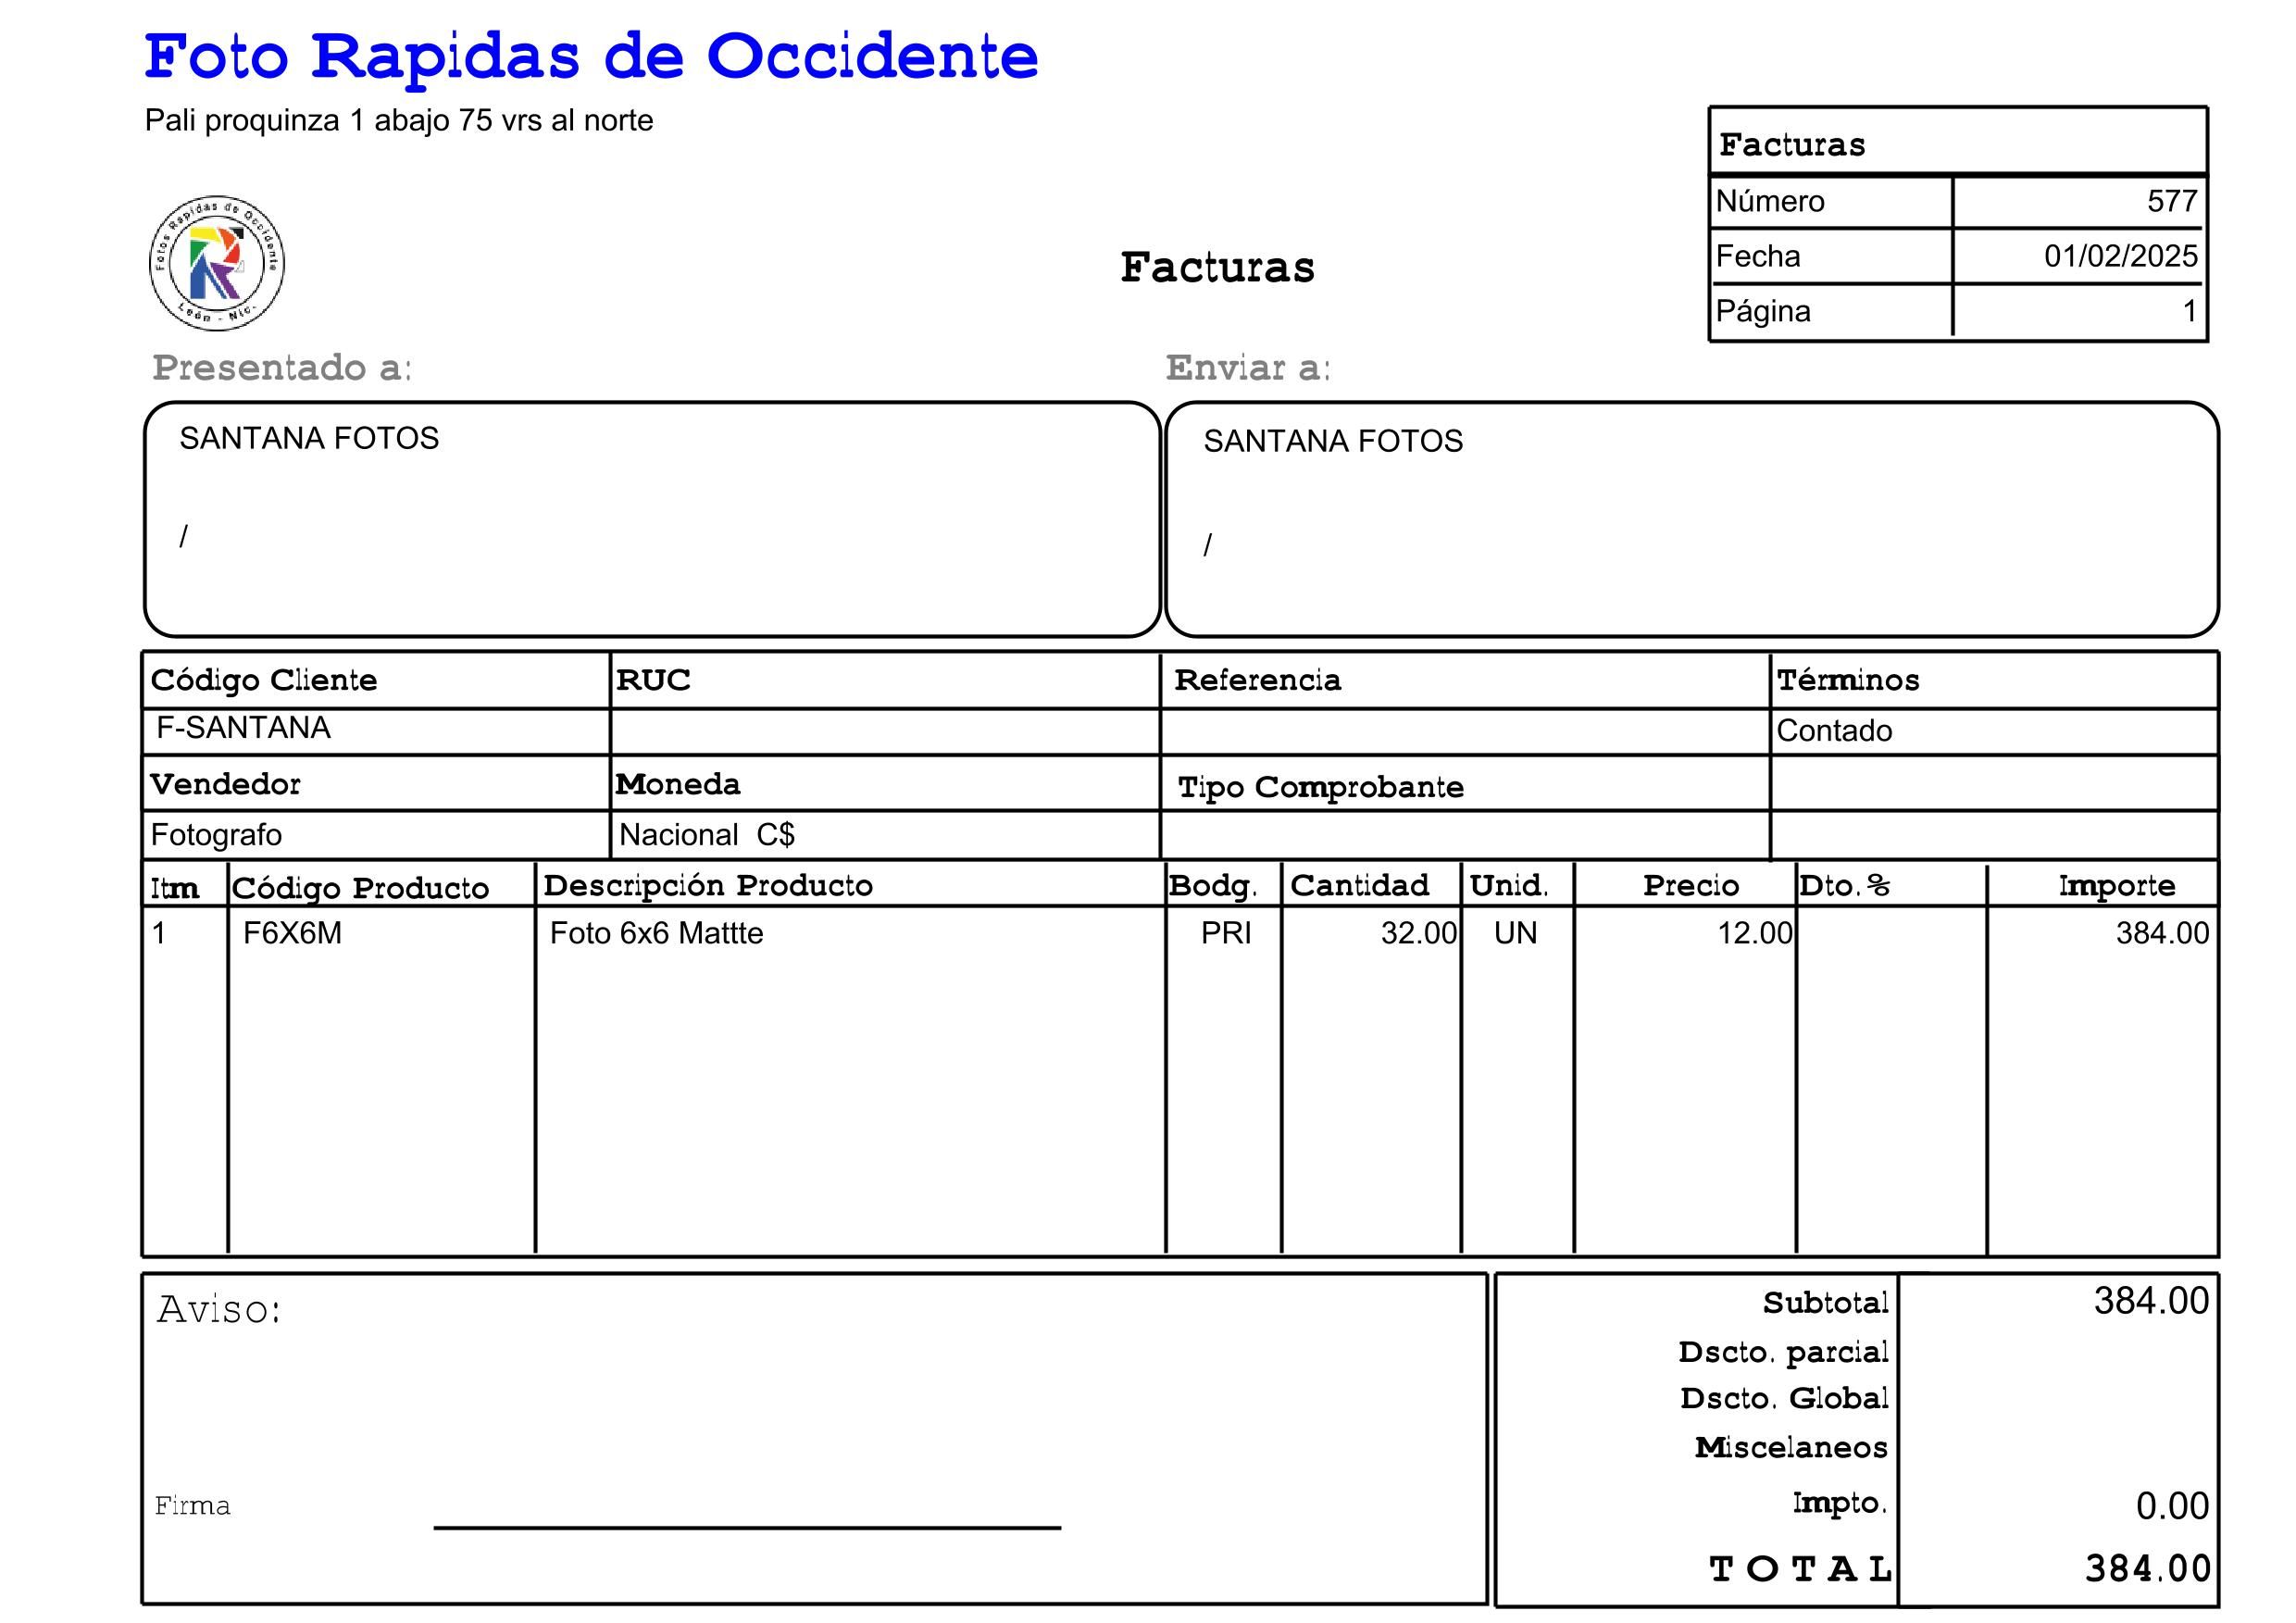 Foto Rapidas de Occidente
Pali proquinza 1 abajo 75 vrs al norte
Facturas
Número 577
Fecha 01/02/2025
Página 1
Fotos Rapidas de Occidente
León - Nic.
Facturas
Presentado a: Enviar a:
SANTANA FOTOS SANTANA FOTOS
/ /
Código Cliente RUC Referencia Términos
F-SANTANA Contado
Vendedor Moneda Tipo Comprobante
Fotografo Nacional C$
Itm Código Producto Descripción Producto Bodg. Cantidad Unid. Precio Dto.% Importe
1 F6X6M Foto 6x6 Mattte PRI 32.00 UN 12.00 384.00
Aviso:
Subtotal 384.00
Dscto. parcial
Dscto. Global
Miscelaneos
Firma
Impto. 0.00
TOTAL 384.00